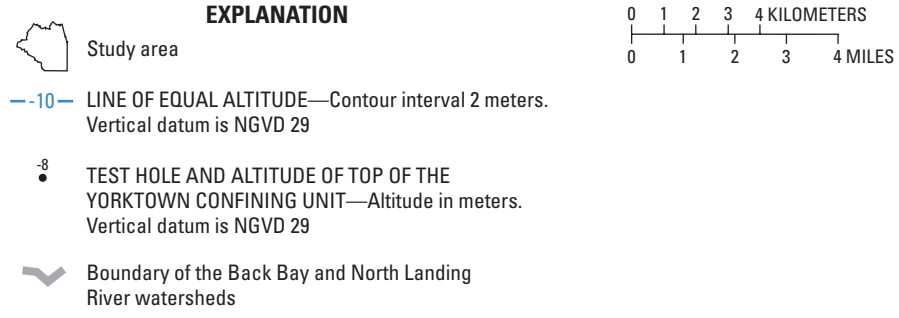 EXPLANATION
Study area
-10 LINE OF EQUAL ALTITUDE—Contour interval 2 meters.
Vertical datum is NGVD 29
-8
TEST HOLE AND ALTITUDE OF TOP OF THE
YORKTOWN CONFINING UNIT—Altitude in meters.
Vertical datum is NGVD 29
Boundary of the Back Bay and North Landing
River watersheds
0 1 2 3 4 KILOMETERS
0 1 2 3 4 MILES